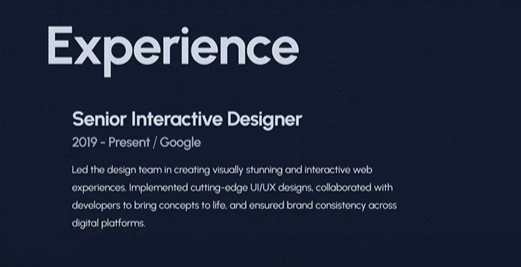 Experience
Senior Interactive Designer
2019 - Present / Google
Led the design team in creating visually stunning and interactive web
experiences. Implemented cutting-edge UI/UX designs, collaborated with
developers to bring concepts to life, and ensured brand consistency across
digital platforms.